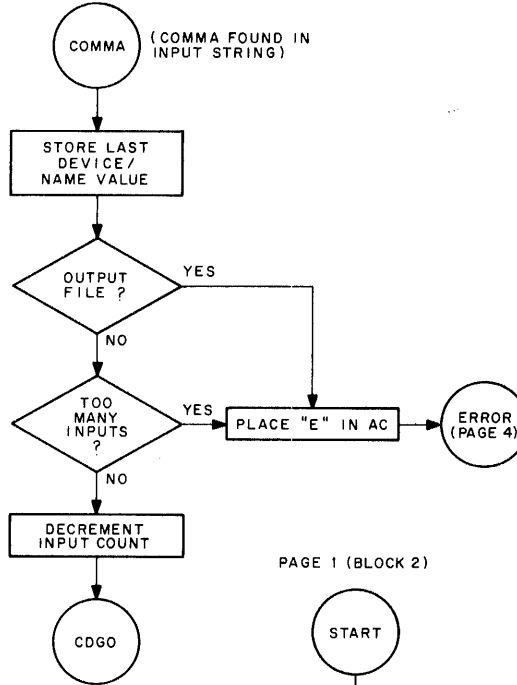 COMMA
(COMMA FOUND IN
INPUT STRING)
STORE LAST
DEVICE/
NAME VALUE
OUTPUT
FILE ?
YES
NO
TOO
MANY
INPUTS
?
YES
PLACE "E" IN AC
ERROR
(PAGE 4)
NO
DECREMENT
INPUT COUNT
PAGE 1 (BLOCK 2)
CDGO
START